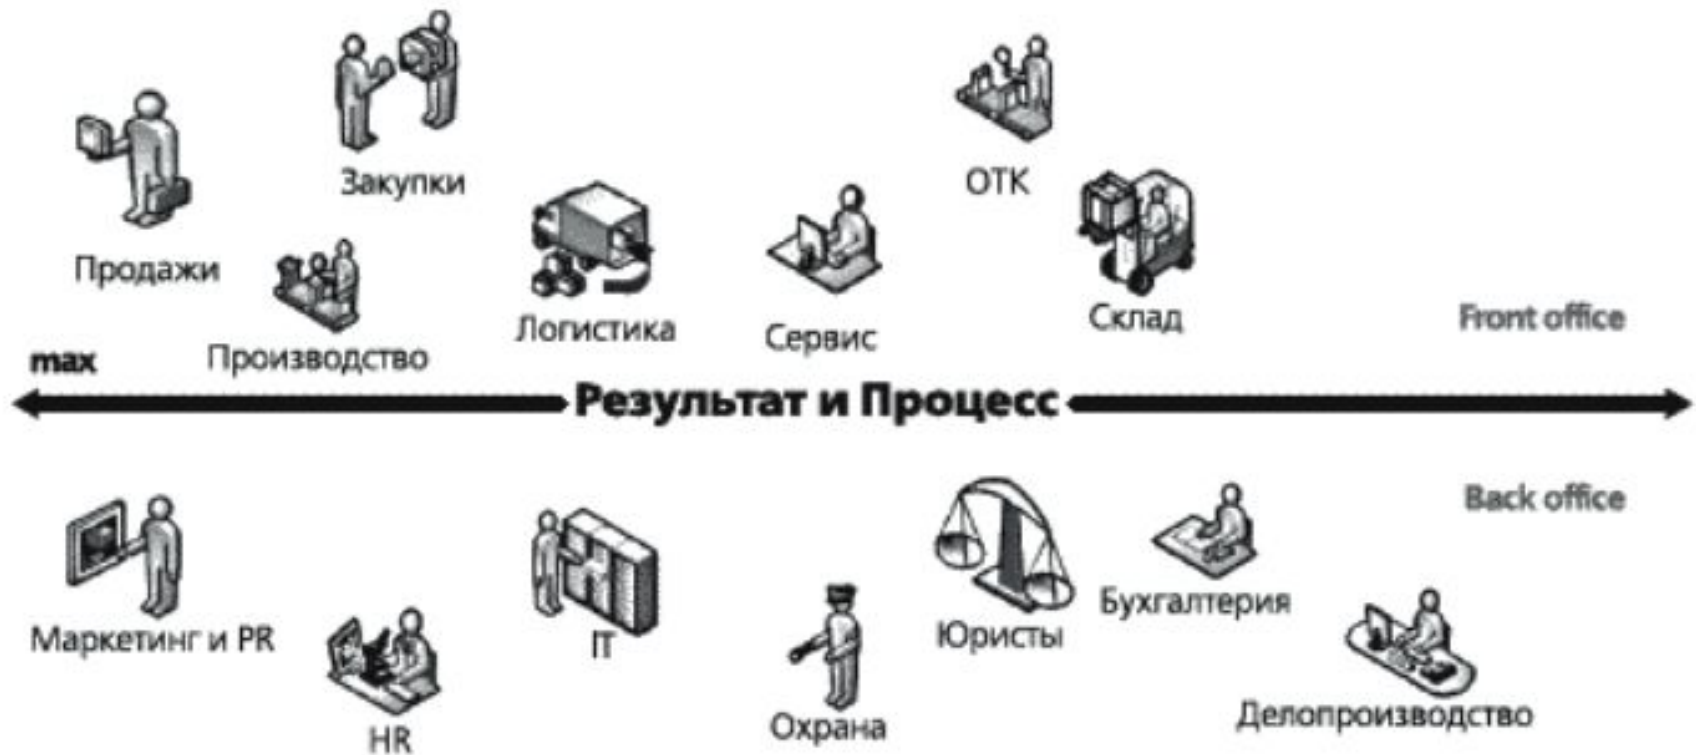 Закупки
ОТК
Продажи
Логистика
Сервис
Склад
Front office
Производство
max
Результат и Процесс
Back office
Маркетинг и PR
IT
Юристы
Бухгалтерия
HR
Охрана
Делопроизводство